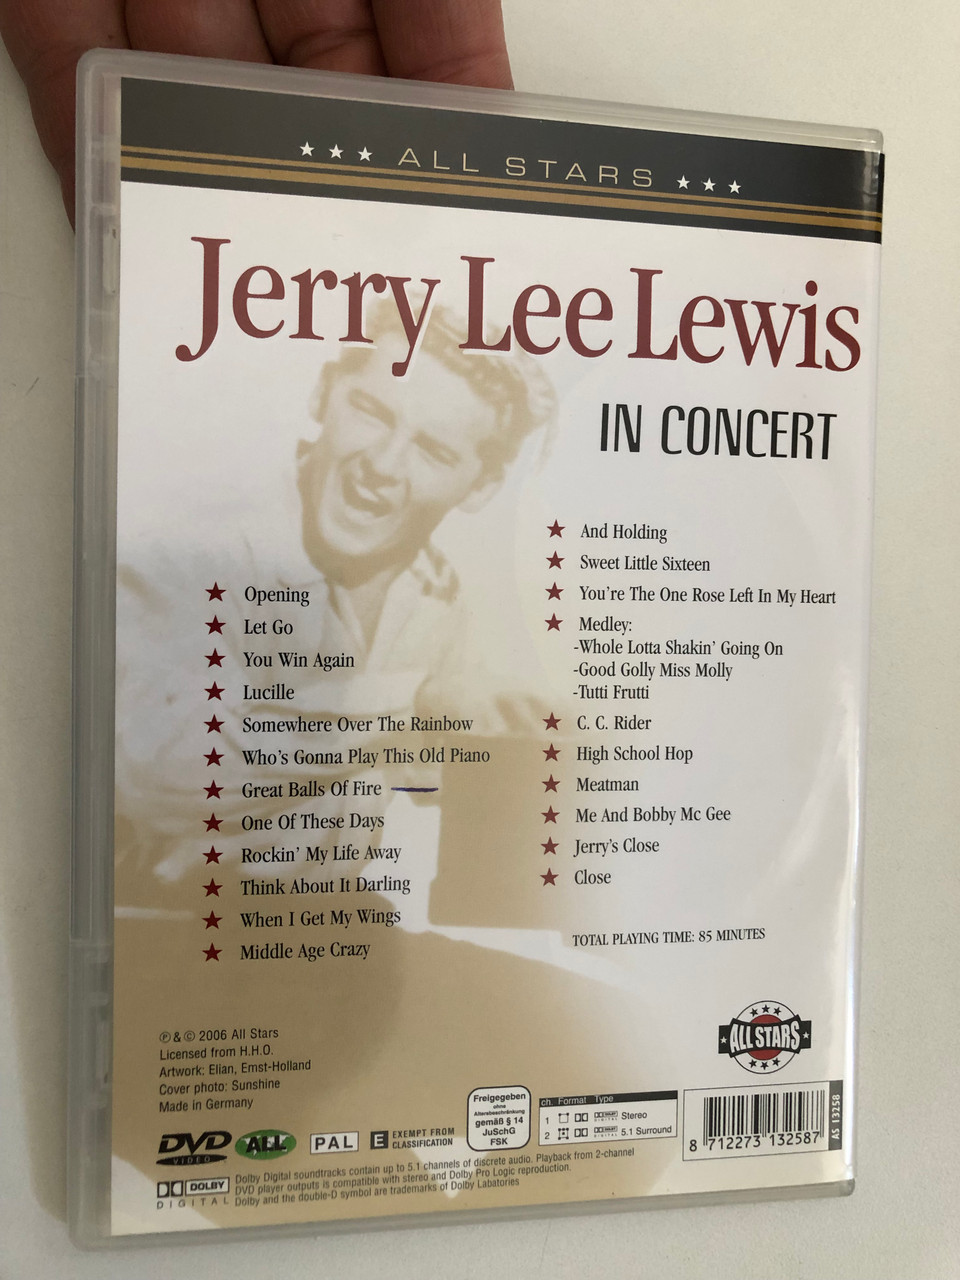 ★ ★ ★ ALL STARS ★ ★ ★
Jerry Lee Lewis
IN CONCERT
★ Opening
★ Let Go
★ You Win Again
★ Lucille
★ Somewhere Over The Rainbow
★ Who's Gonna Play This Old Piano
★ Great Balls Of Fire
★ One Of These Days
★ Rockin' My Life Away
★ Think About It Darling
★ When I Get My Wings
★ Middle Age Crazy
★ And Holding
★ Sweet Little Sixteen
★ You're The One Rose Left In My Heart
★ Medley:
-Whole Lotta Shakin' Going On
-Good Golly Miss Molly
-Tutti Frutti
★ C. C. Rider
★ High School Hop
★ Meatman
★ Me And Bobby Mc Gee
★ Jerry's Close
★ Close
TOTAL PLAYING TIME: 85 MINUTES
ALL STARS
℗ & © 2006 All Stars
Licensed from H.H.O.
Artwork: Elian, Emst-Holland
Cover photo: Sunshine
Made in Germany
DVD VIDEO
ALL
PAL
E EXEMPT FROM CLASSIFICATION
Freigegeben
ohne
Altersbeschränkung
gemäß § 14
JuSchG
FSK
ch. Format Type
1 DOLBY DIGITAL Stereo
2 DOLBY DIGITAL 5.1 Surround
8 712273 132587
AS 13258
DOLBY DIGITAL
Dolby Digital soundtracks contain up to 5.1 channels of discrete audio. Playback from 2-channel
DVD player outputs is compatible with stereo and Dolby Pro Logic reproduction.
Dolby and the double-D symbol are trademarks of Dolby Labatories